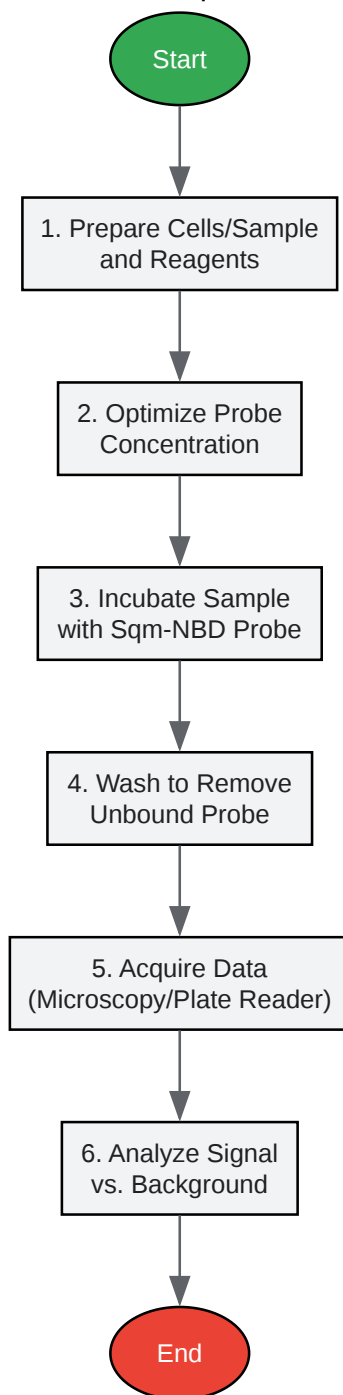 Start
1. Prepare Cells/Sample
and Reagents
2. Optimize Probe
Concentration
3. Incubate Sample
with Sqm-NBD Probe
4. Wash to Remove
Unbound Probe
5. Acquire Data
(Microscopy/Plate Reader)
6. Analyze Signal
vs. Background
End